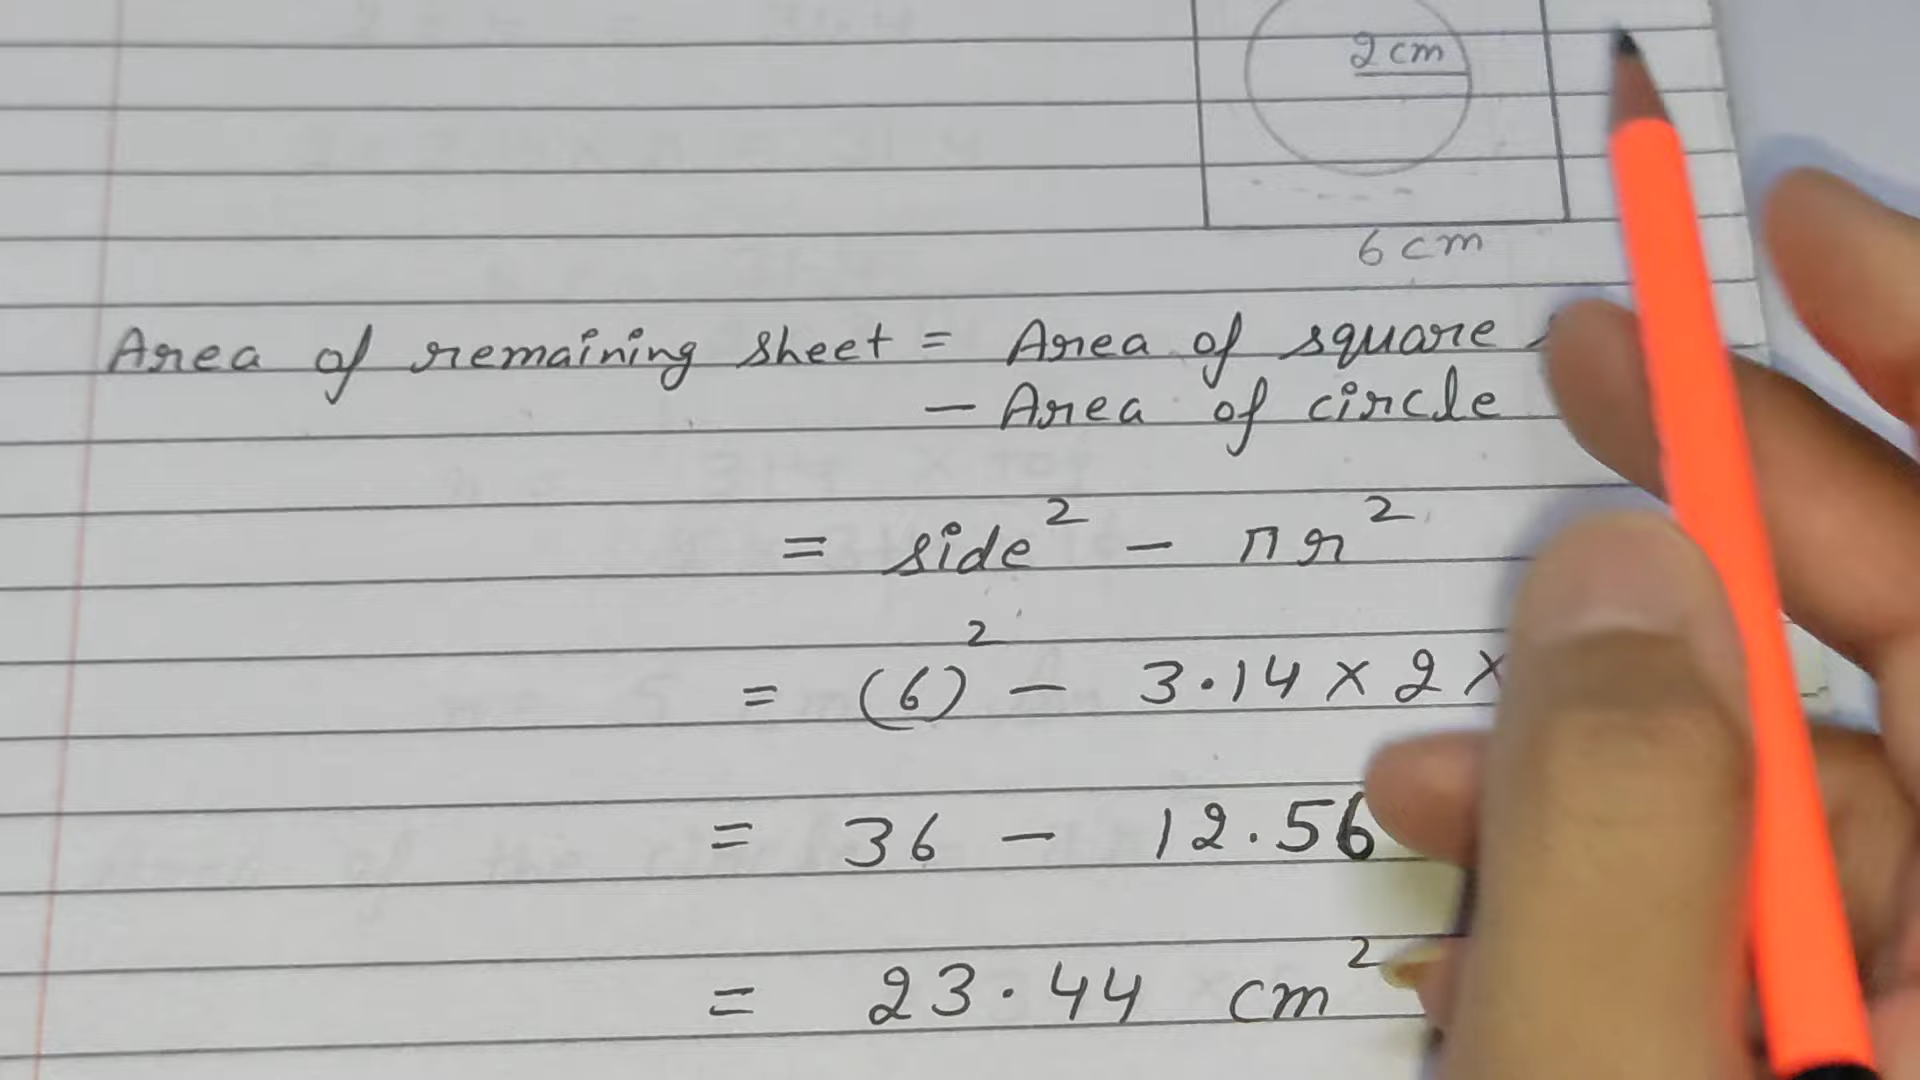 2 cm
6 cm
Area of remaining sheet = Area of square
- Area of circle
= side² - πr²
= (6)² - 3.14 × 2 ×
= 36 - 12.56
= 23.44 cm²